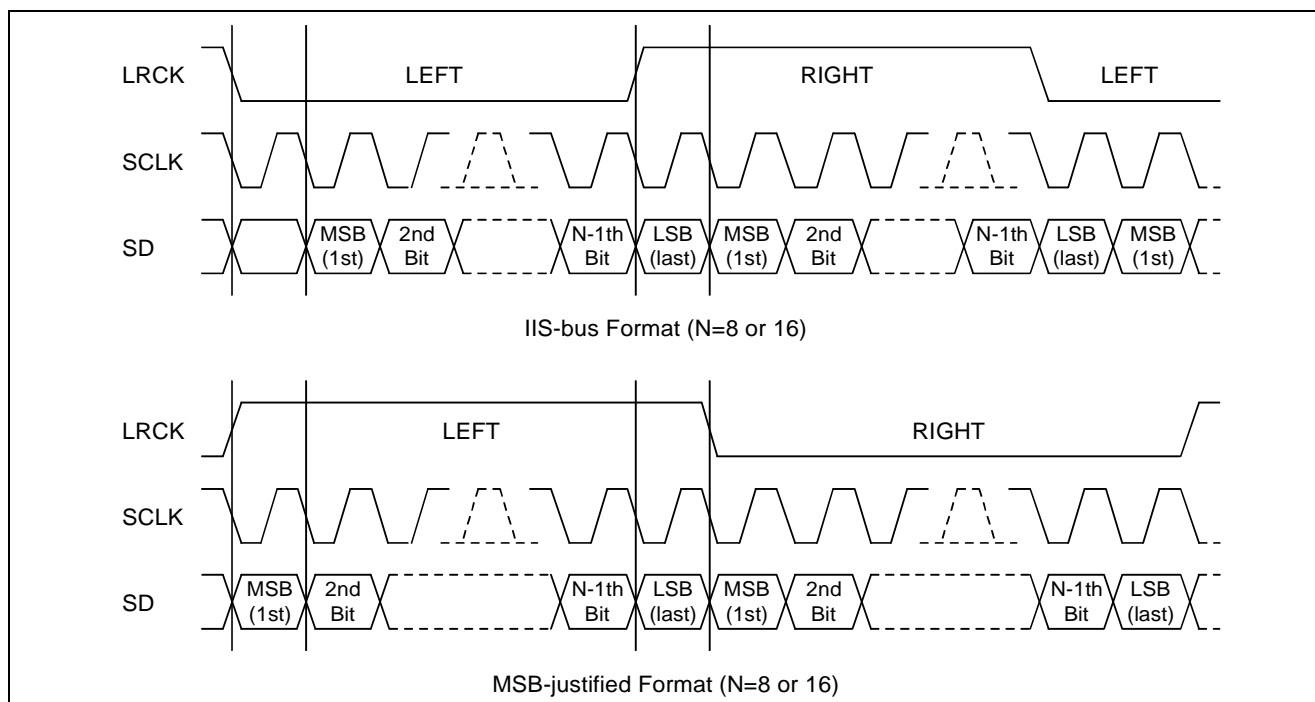 LRCK LEFT RIGHT LEFT
SCLK
SD MSB (1st) 2nd Bit N-1th Bit LSB (last) MSB (1st) 2nd Bit N-1th Bit LSB (last) MSB (1st)
IIS-bus Format (N=8 or 16)
LRCK LEFT RIGHT
SCLK
SD MSB (1st) 2nd Bit N-1th Bit LSB (last) MSB (1st) 2nd Bit N-1th Bit LSB (last)
MSB-justified Format (N=8 or 16)